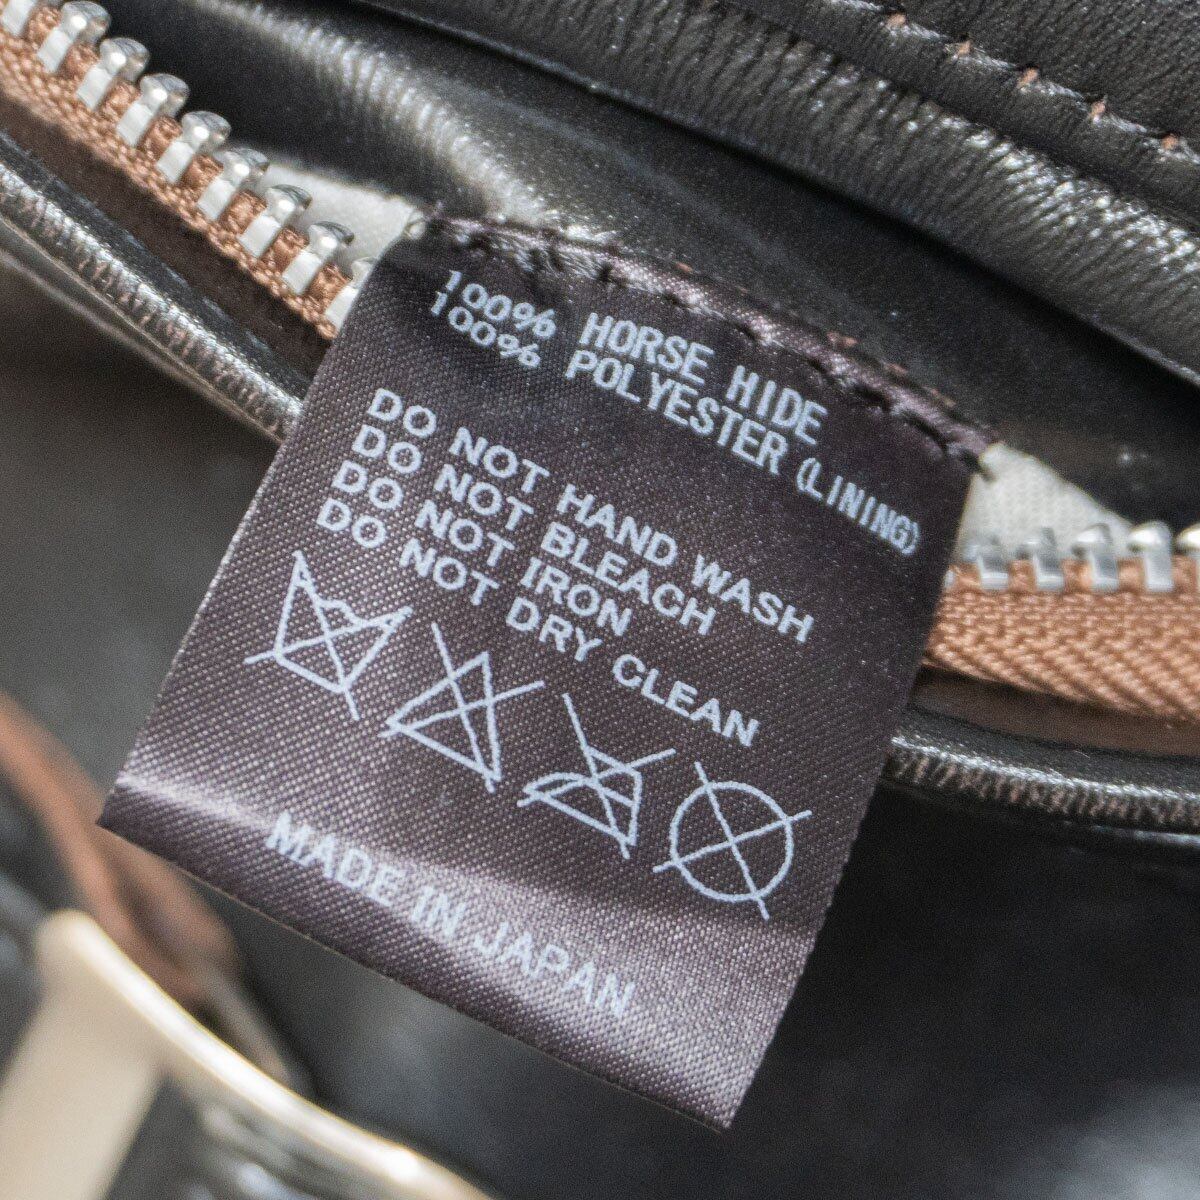 100% HORSE HIDE
100% POLYESTER (LINING)
DO NOT HAND WASH
DO NOT BLEACH
DO NOT IRON
DO NOT DRY CLEAN
MADE IN JAPAN